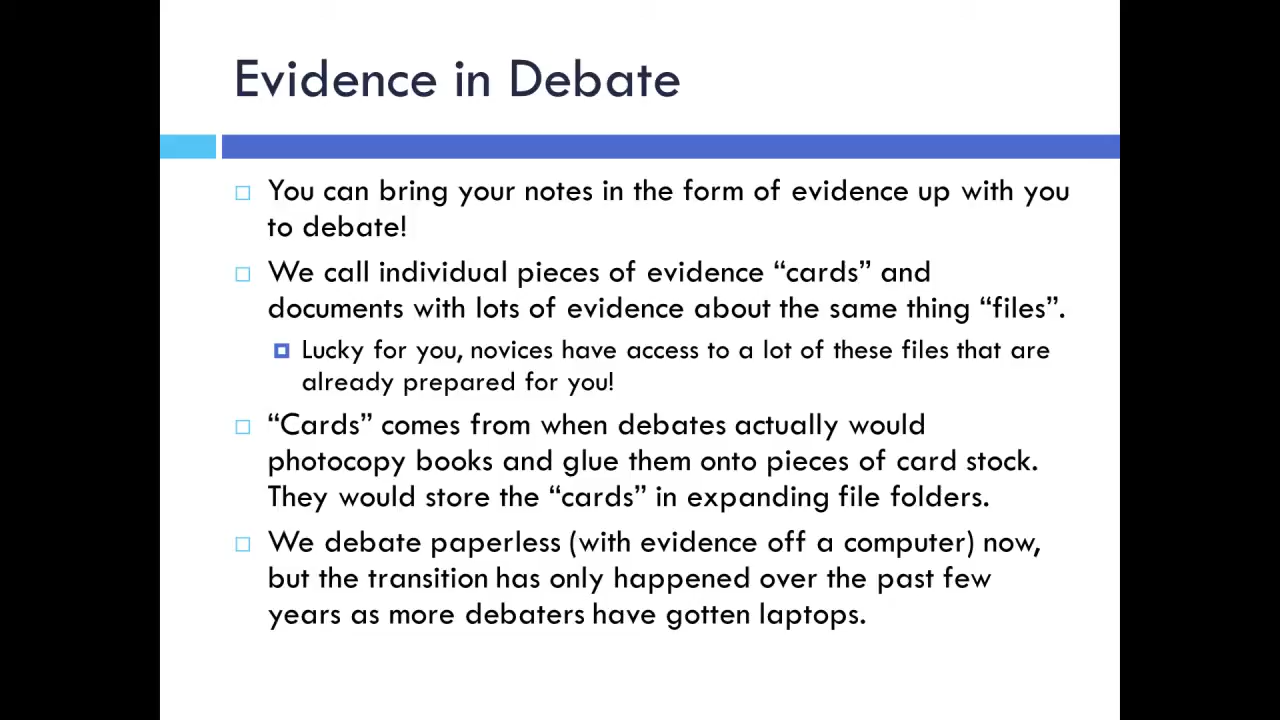 Evidence in Debate
You can bring your notes in the form of evidence up with you
to debate!
We call individual pieces of evidence “cards” and
documents with lots of evidence about the same thing “files”.
Lucky for you, novices have access to a lot of these files that are
already prepared for you!
“Cards” comes from when debates actually would
photocopy books and glue them onto pieces of card stock.
They would store the “cards” in expanding file folders.
We debate paperless (with evidence off a computer) now,
but the transition has only happened over the past few
years as more debaters have gotten laptops.